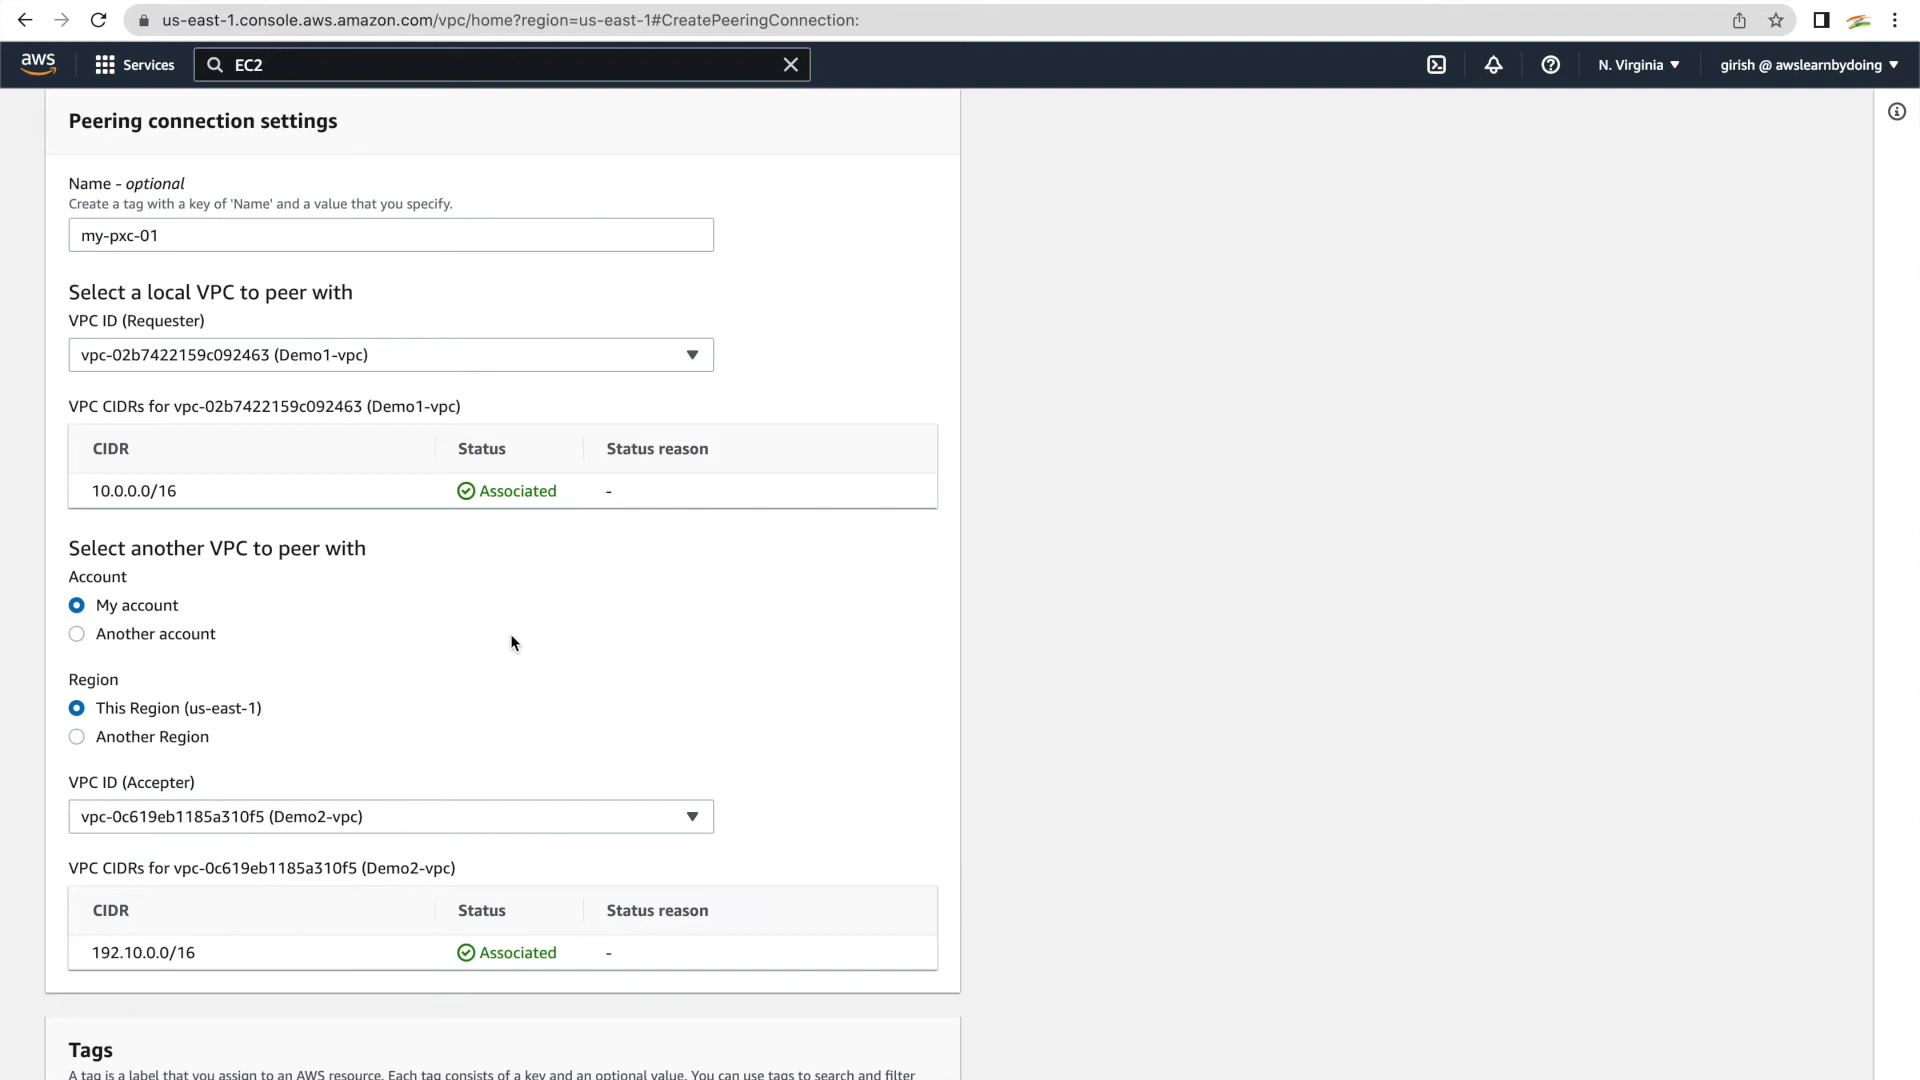 us-east-1.console.aws.amazon.com/vpc/home?region=us-east-1#CreatePeeringConnection:
aws
Services
EC2
N. Virginia
girish @ awslearnbydoing
Peering connection settings
Name - optional
Create a tag with a key of 'Name' and a value that you specify.
my-pxc-01
Select a local VPC to peer with
VPC ID (Requester)
vpc-02b7422159c092463 (Demo1-vpc)
VPC CIDRs for vpc-02b7422159c092463 (Demo1-vpc)
CIDR Status Status reason
10.0.0.0/16 Associated -
Select another VPC to peer with
Account
My account
Another account
Region
This Region (us-east-1)
Another Region
VPC ID (Accepter)
vpc-0c619eb1185a310f5 (Demo2-vpc)
VPC CIDRs for vpc-0c619eb1185a310f5 (Demo2-vpc)
CIDR Status Status reason
192.10.0.0/16 Associated -
Tags
A tag is a label that you assign to an AWS resource. Each tag consists of a key and an optional value. You can use tags to search and filter